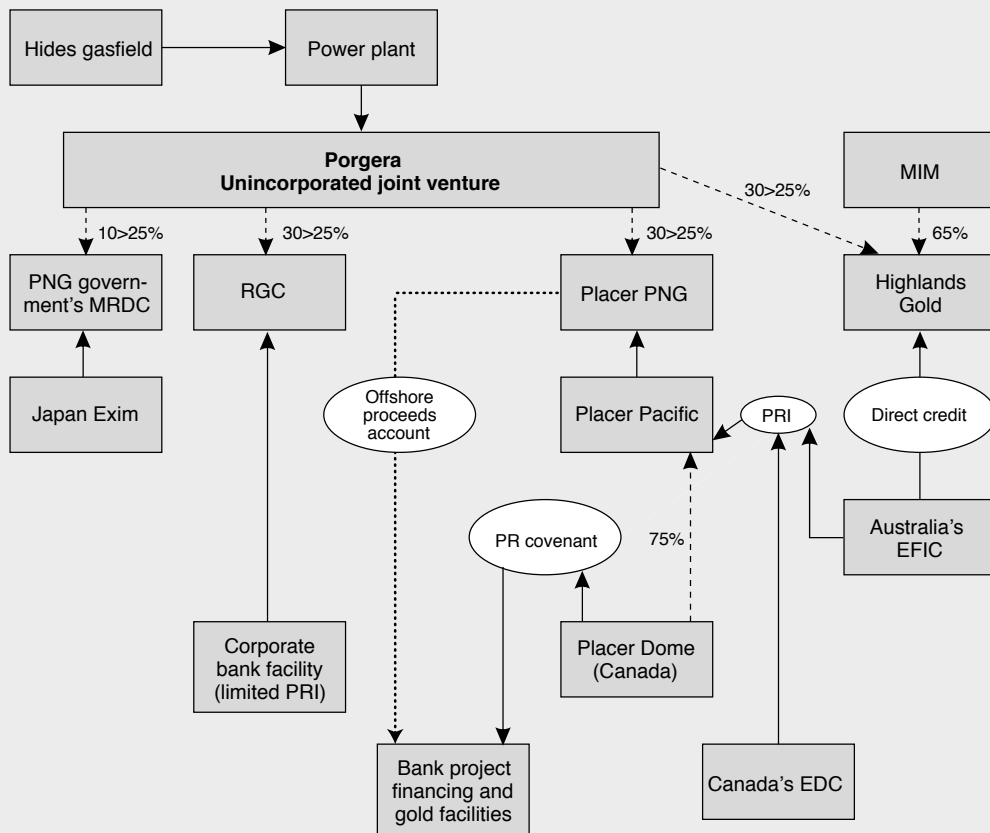 Hides gasfield
Power plant
Porgera
Unincorporated joint venture
MIM
10>25%
30>25%
30>25%
30>25%
65%
PNG govern-
ment's MRDC
RGC
Placer PNG
Highlands
Gold
Japan Exim
Offshore
proceeds
account
Placer Pacific
PRI
Direct credit
PR covenant
75%
Australia's
EFIC
Corporate
bank facility
(limited PRI)
Placer Dome
(Canada)
Bank project
financing and
gold facilities
Canada's EDC